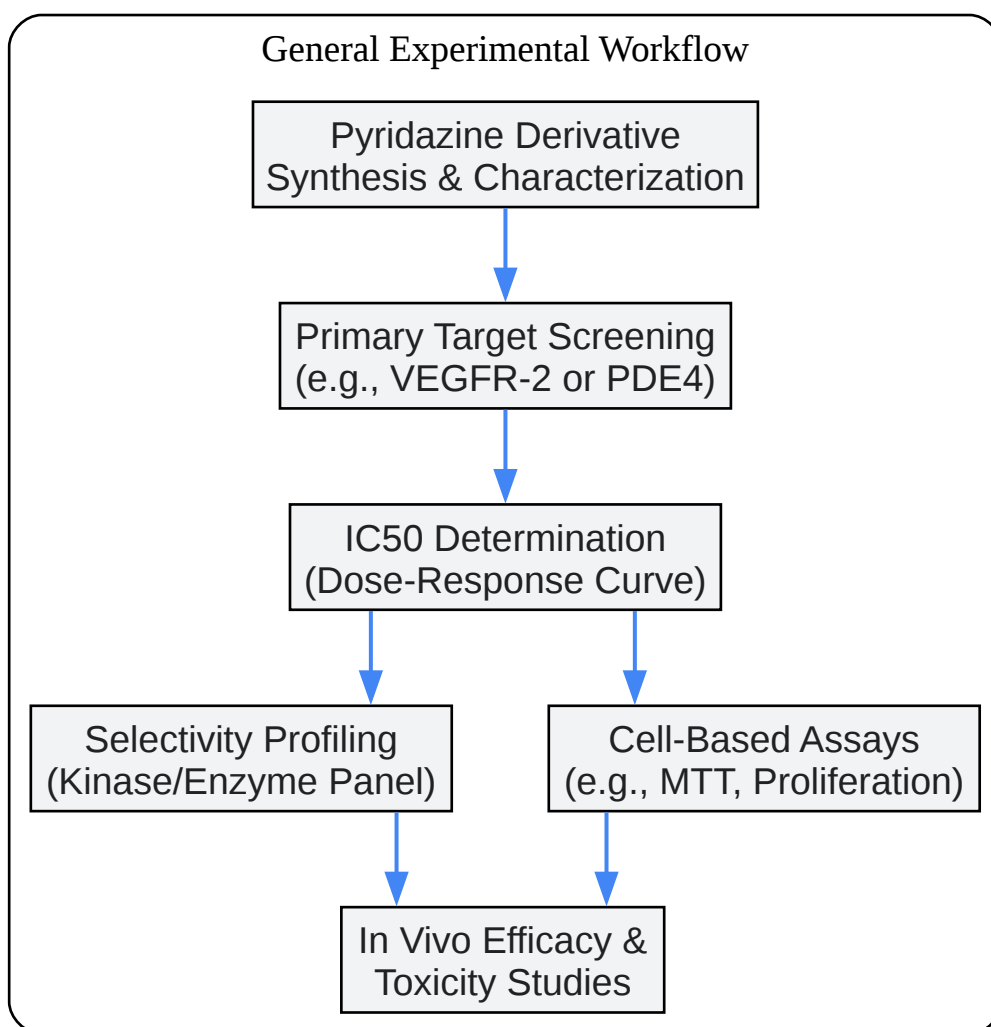 General Experimental Workflow
Pyridazine Derivative
Synthesis & Characterization
Primary Target Screening
(e.g., VEGFR-2 or PDE4)
IC50 Determination
(Dose-Response Curve)
Selectivity Profiling
(Kinase/Enzyme Panel)
Cell-Based Assays
(e.g., MTT, Proliferation)
In Vivo Efficacy &
Toxicity Studies